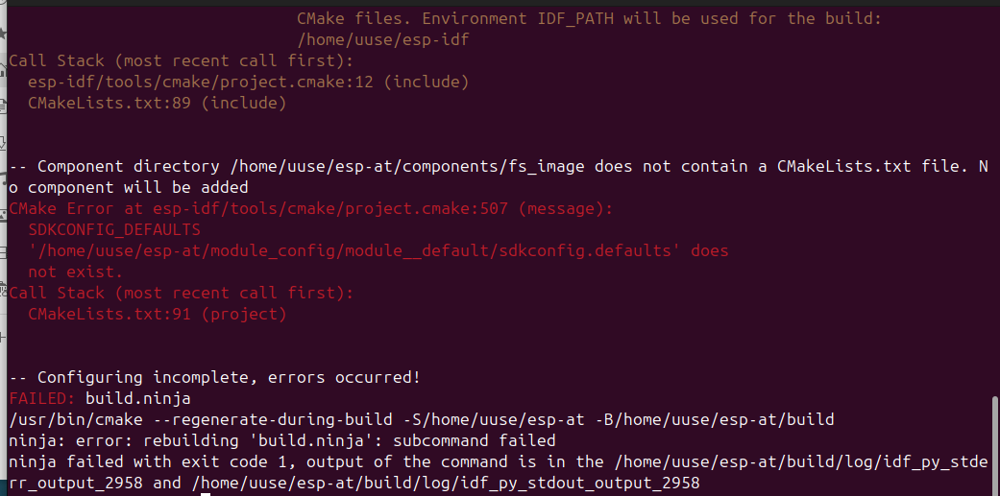 CMake files. Environment IDF_PATH will be used for the build:
/home/uuse/esp-idf
Call Stack (most recent call first):
esp-idf/tools/cmake/project.cmake:12 (include)
CMakeLists.txt:89 (include)
-- Component directory /home/uuse/esp-at/components/fs_image does not contain a CMakeLists.txt file. N
o component will be added
CMake Error at esp-idf/tools/cmake/project.cmake:507 (message):
SDKCONFIG_DEFAULTS
'/home/uuse/esp-at/module_config/module__default/sdkconfig.defaults' does
not exist.
Call Stack (most recent call first):
CMakeLists.txt:91 (project)
-- Configuring incomplete, errors occurred!
FAILED: build.ninja
/usr/bin/cmake --regenerate-during-build -S/home/uuse/esp-at -B/home/uuse/esp-at/build
ninja: error: rebuilding 'build.ninja': subcommand failed
ninja failed with exit code 1, output of the command is in the /home/uuse/esp-at/build/log/idf_py_stde
rr_output_2958 and /home/uuse/esp-at/build/log/idf_py_stdout_output_2958